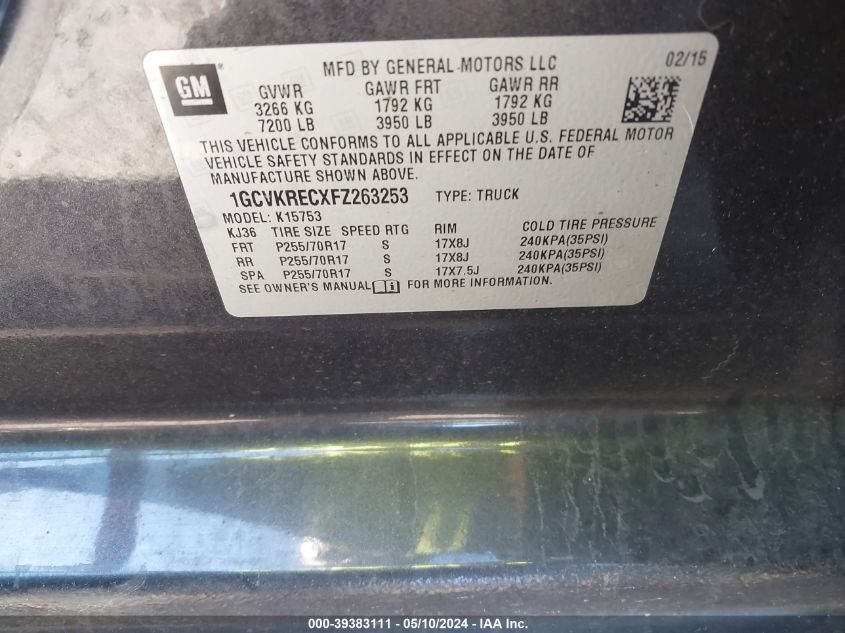 GM
MFD BY GENERAL MOTORS LLC
02/15
GVWR GAWR FRT GAWR RR
3266 KG 1792 KG 1792 KG
7200 LB 3950 LB 3950 LB
THIS VEHICLE CONFORMS TO ALL APPLICABLE U.S. FEDERAL MOTOR
VEHICLE SAFETY STANDARDS IN EFFECT ON THE DATE OF
MANUFACTURE SHOWN ABOVE.
1GCVKRECXFZ263253 TYPE: TRUCK
MODEL: K15753
KJ36 TIRE SIZE SPEED RTG RIM COLD TIRE PRESSURE
FRT P255/70R17 S 17X8J 240KPA(35PSI)
RR P255/70R17 S 17X8J 240KPA(35PSI)
SPA P255/70R17 S 17X7.5J 240KPA(35PSI)
SEE OWNER'S MANUAL FOR MORE INFORMATION.
000-39383111 - 05/10/2024 - IAA Inc.